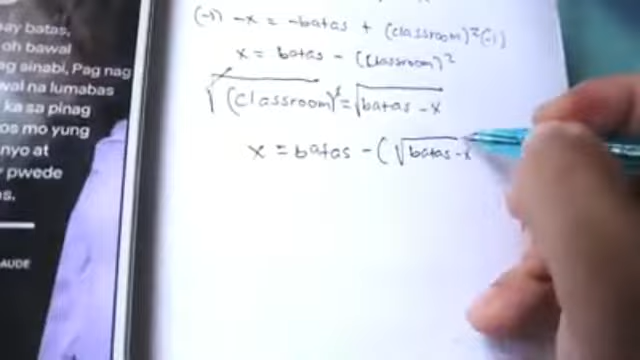 ay batas,
oh bawal
ag sinabi, Pag nag
wal na lumabas
ka sa pinag
os mo yung
nyo at
pwede
AUDE
(-1) -x = -batas + (classroom)²(-1)
x = batas - (classroom)²
√(classroom)² = √batas - x
x = batas - (√batas - x